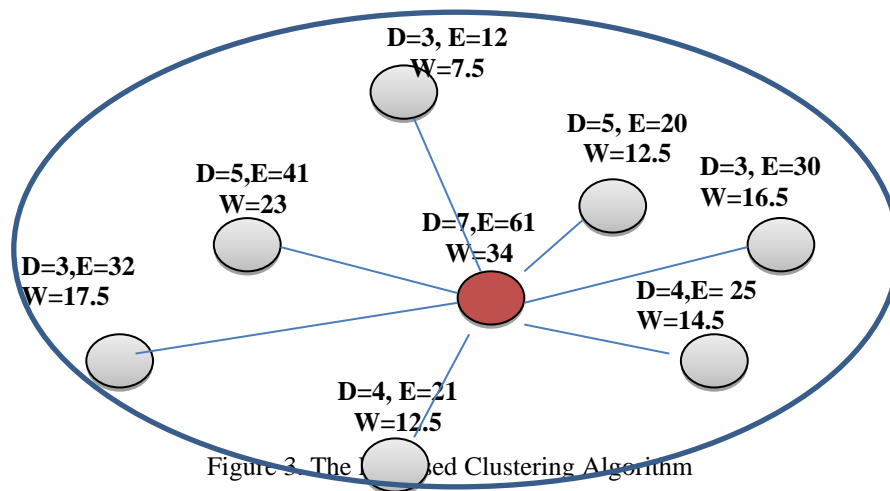 D=3, E=12
W=7.5
D=5, E=20
W=12.5
D=3, E=30
W=16.5
D=5,E=41
W=23
D=7,E=61
W=34
D=3,E=32
W=17.5
D=4,E= 25
W=14.5
D=4, E=21
W=12.5
Figure 3. The Clustering Algorithm